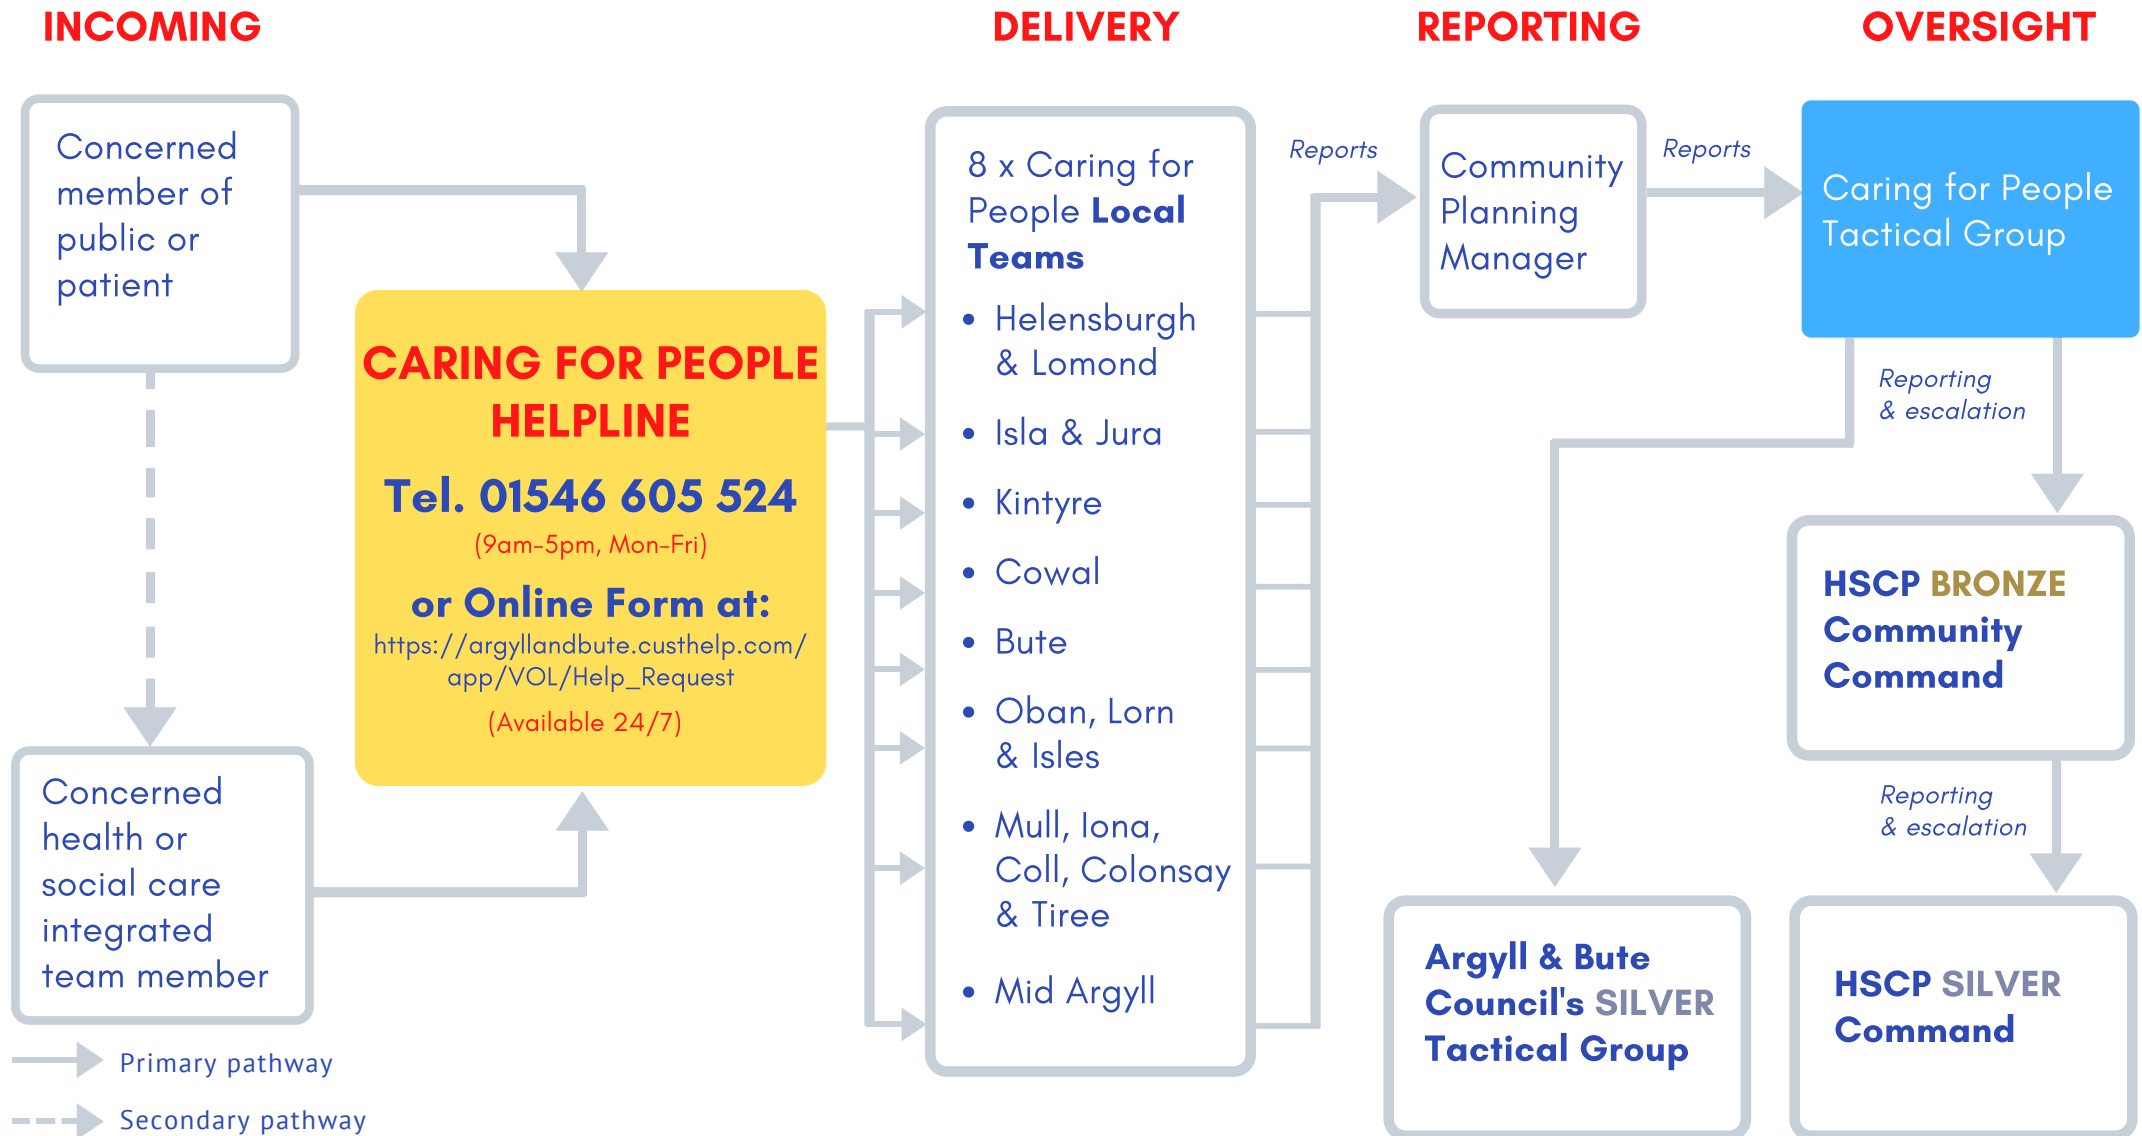 INCOMING
DELIVERY
REPORTING
OVERSIGHT
Concerned
member of
public or
patient
Concerned
health or
social care
integrated
team member
Primary pathway
Secondary pathway
CARING FOR PEOPLE
HELPLINE
Tel. 01546 605 524
(9am-5pm, Mon-Fri)
or Online Form at:
https://argyllandbute.custhelp.com/
app/VOL/Help_Request
(Available 24/7)
8 x Caring for
People Local
Teams
• Helensburgh
& Lomond
• Isla & Jura
• Kintyre
• Cowal
• Bute
• Oban, Lorn
& Isles
• Mull, Iona,
Coll, Colonsay
& Tiree
• Mid Argyll
Reports
Community
Planning
Manager
Reports
Caring for People
Tactical Group
Reporting
& escalation
HSCP BRONZE
Community
Command
Reporting
& escalation
Argyll & Bute
Council's SILVER
Tactical Group
HSCP SILVER
Command